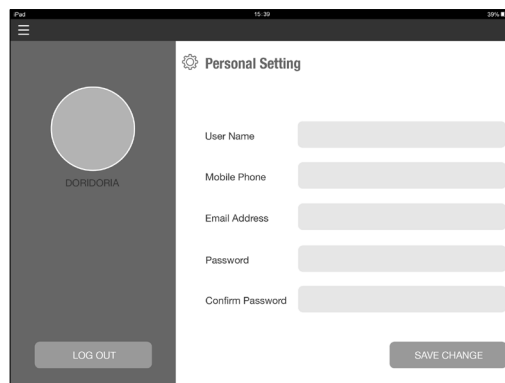 iPad 15:39 39%
Personal Setting
DORIDORIA
User Name
Mobile Phone
Email Address
Password
Confirm Password
LOG OUT
SAVE CHANGE